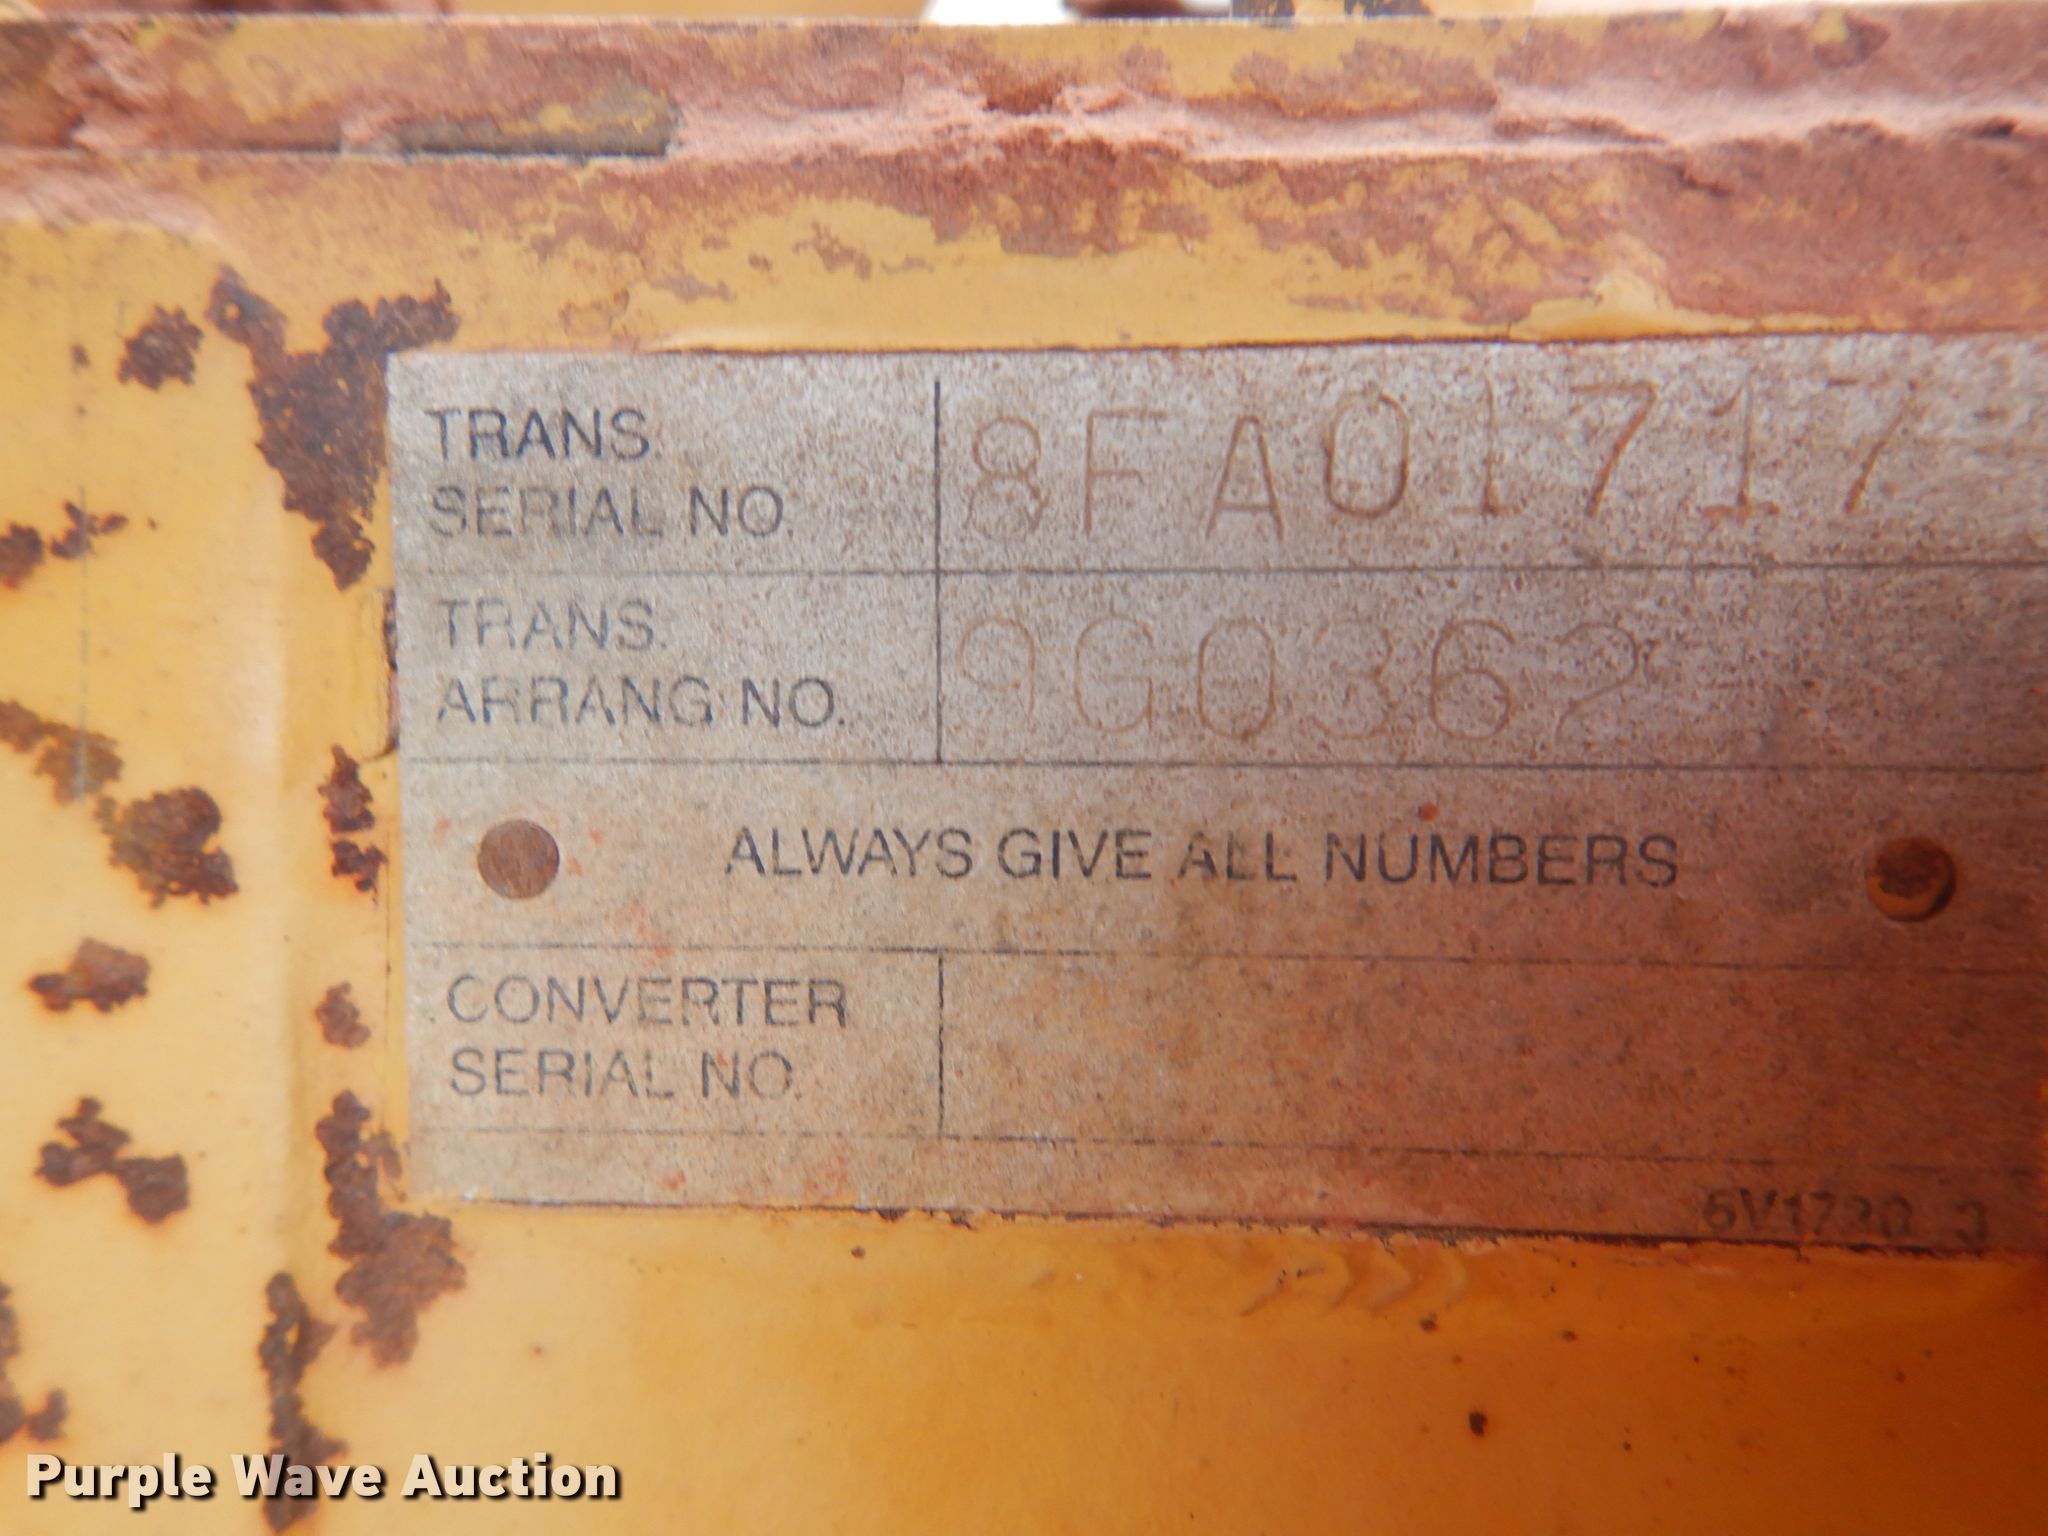 TRANS.
SERIAL NO.
8FA01717
TRANS.
ARRANG NO.
9G0362
ALWAYS GIVE ALL NUMBERS
CONVERTER
SERIAL NO.
Purple Wave Auction